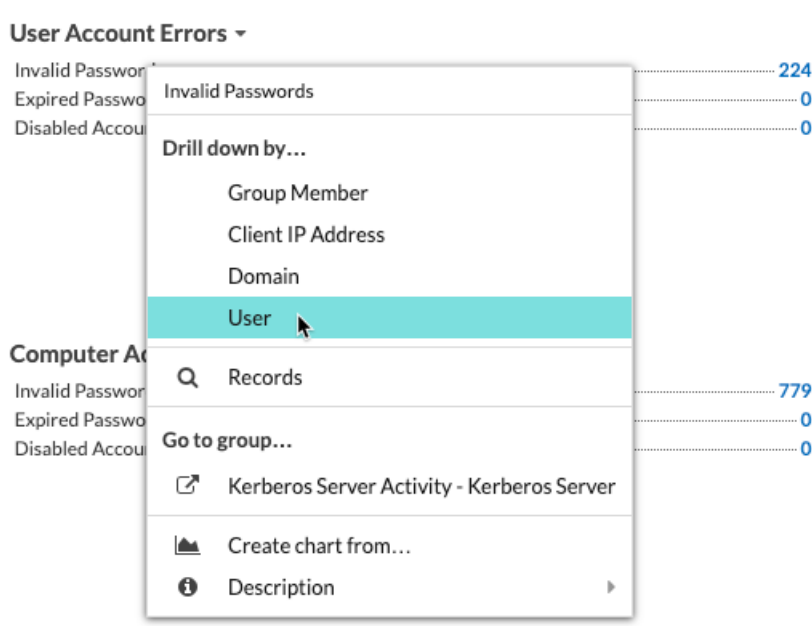 User Account Errors
Invalid Passwor 224
Expired Passwo 0
Disabled Accou 0
Invalid Passwords
Drill down by...
Group Member
Client IP Address
Domain
User
Records
Go to group...
Kerberos Server Activity - Kerberos Server
Create chart from...
Description
Computer Ac
Invalid Passwor 779
Expired Passwo 0
Disabled Accou 0